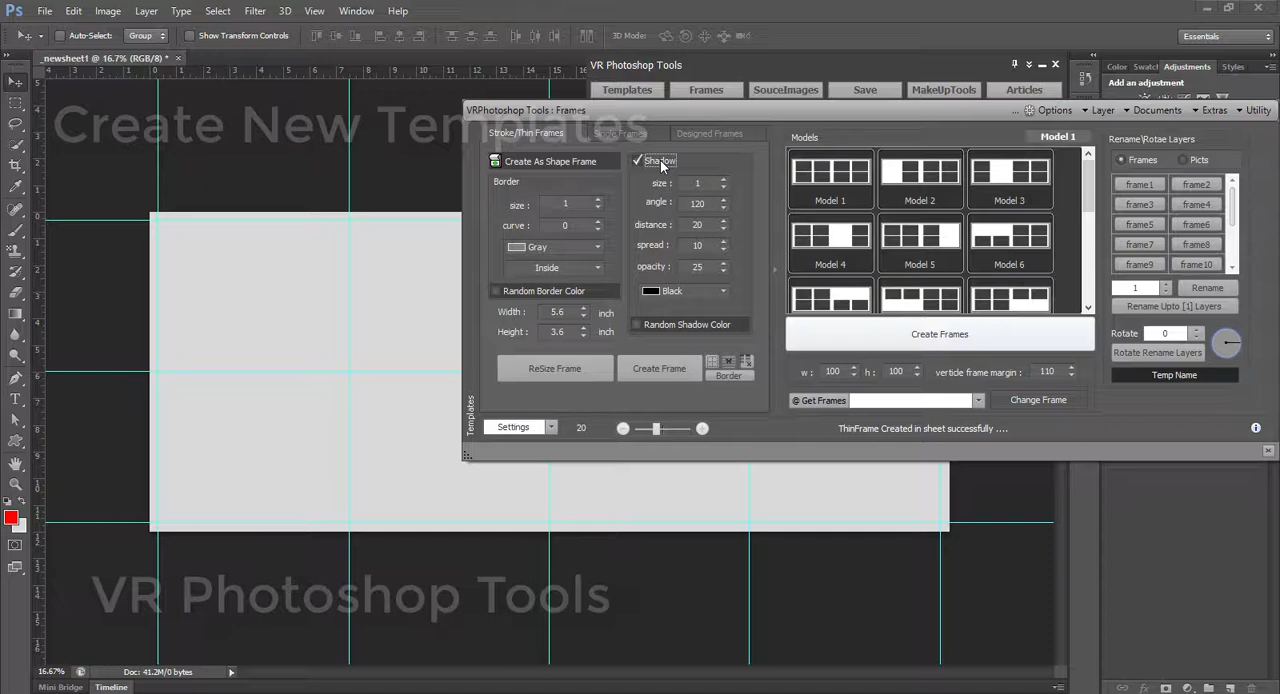 Ps File Edit Image Layer Type Select Filter 3D View Window Help
Auto-Select: Group Show Transform Controls 3D Mode: Essentials
_newsheet1 @ 16.7% (RGB/8) * ×
VR Photoshop Tools
Color Swatches Adjustments Styles
Add an adjustment
Templates Frames SouceImages Save MakeUpTools Articles
VRPhotoshop Tools : Frames
... Options Layer Documents Extras Utility
Create New Templates
Stroke/Thin Frames Single Frames Designed Frames
Models Model 1
Rename\Rotae Layers
Create As Shape Frame
Shadow
Frames Picts
Border
size : 1
curve : 0
Gray
Inside
Random Border Color
Width : 5.6 inch
Height : 3.6 inch
size : 1
angle : 120
distance : 20
spread : 10
opacity : 25
Black
Random Shadow Color
ReSize Frame Create Frame
Border
Model 1 Model 2 Model 3
Model 4 Model 5 Model 6
Create Frames
w : 100 h : 100 vertide frame margin : 110
@ Get Frames Change Frame
frame1 frame2
frame3 frame4
frame5 frame6
frame7 frame8
frame9 frame10
1 Rename
Rename Upto [1] Layers
Rotate 0
Rotate Rename Layers
Temp Name
Templates
Settings 20
ThinFrame Created in sheet successfully ....
VR Photoshop Tools
16.67% Doc: 41.2M/0 bytes
Mini Bridge Timeline